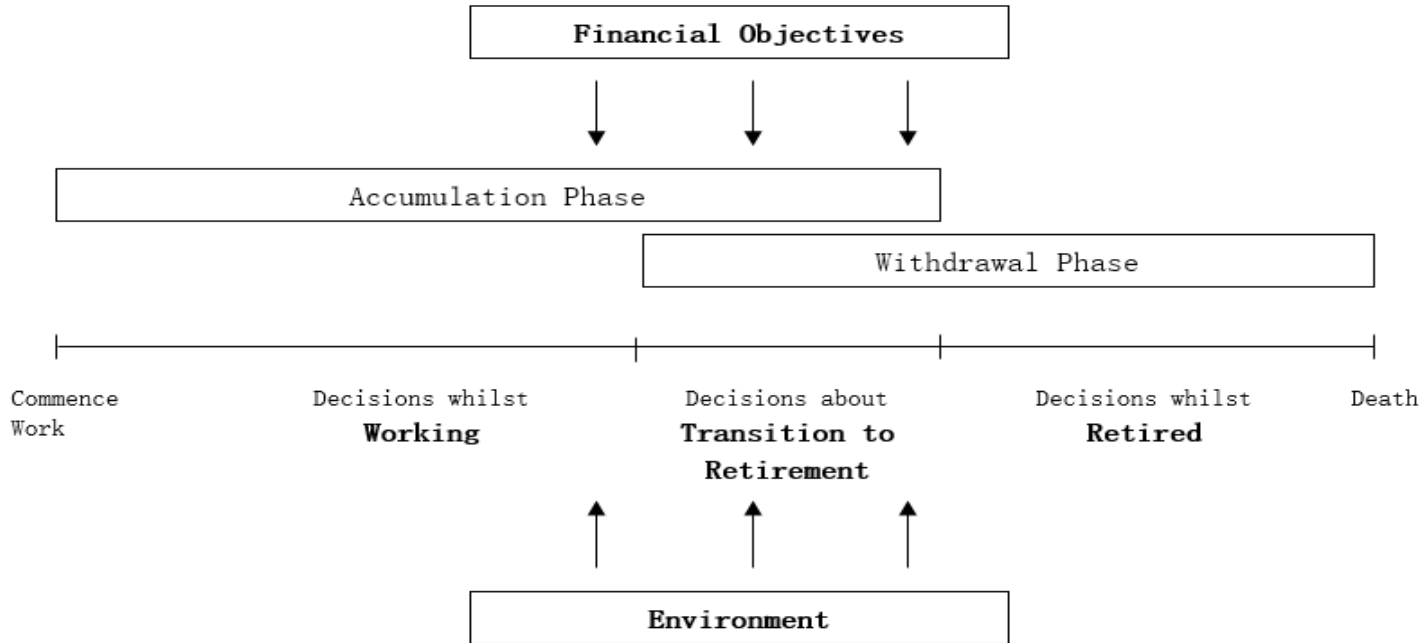 Financial Objectives
Accumulation Phase
Withdrawal Phase
Commence
Work
Decisions whilst
Working
Decisions about
Transition to
Retirement
Decisions whilst
Retired
Death
Environment